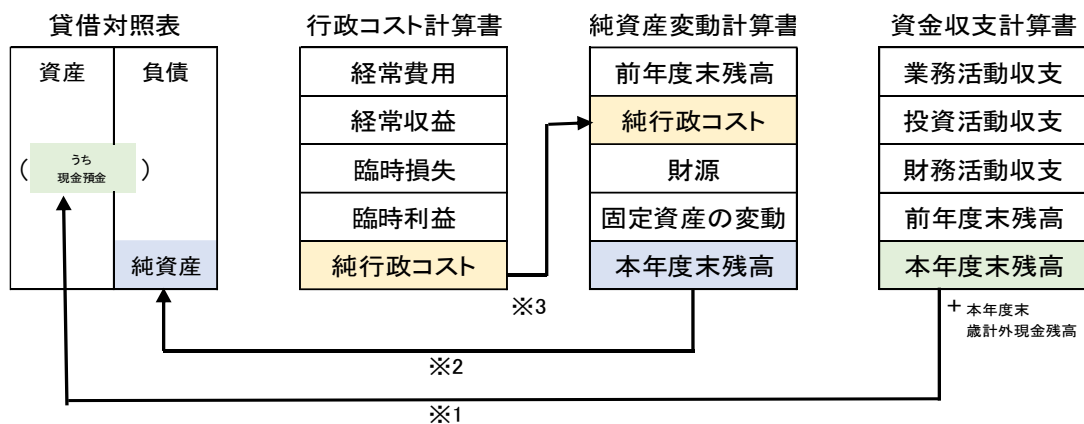 貸借対照表
資産
負債
(
うち
現金預金
)
純資産
行政コスト計算書
経常費用
経常収益
臨時損失
臨時利益
純行政コスト
純資産変動計算書
前年度末残高
純行政コスト
財源
固定資産の変動
本年度末残高
資金収支計算書
業務活動収支
投資活動収支
財務活動収支
前年度末残高
本年度末残高
+ 本年度末
歳計外現金残高
※3
※2
※1